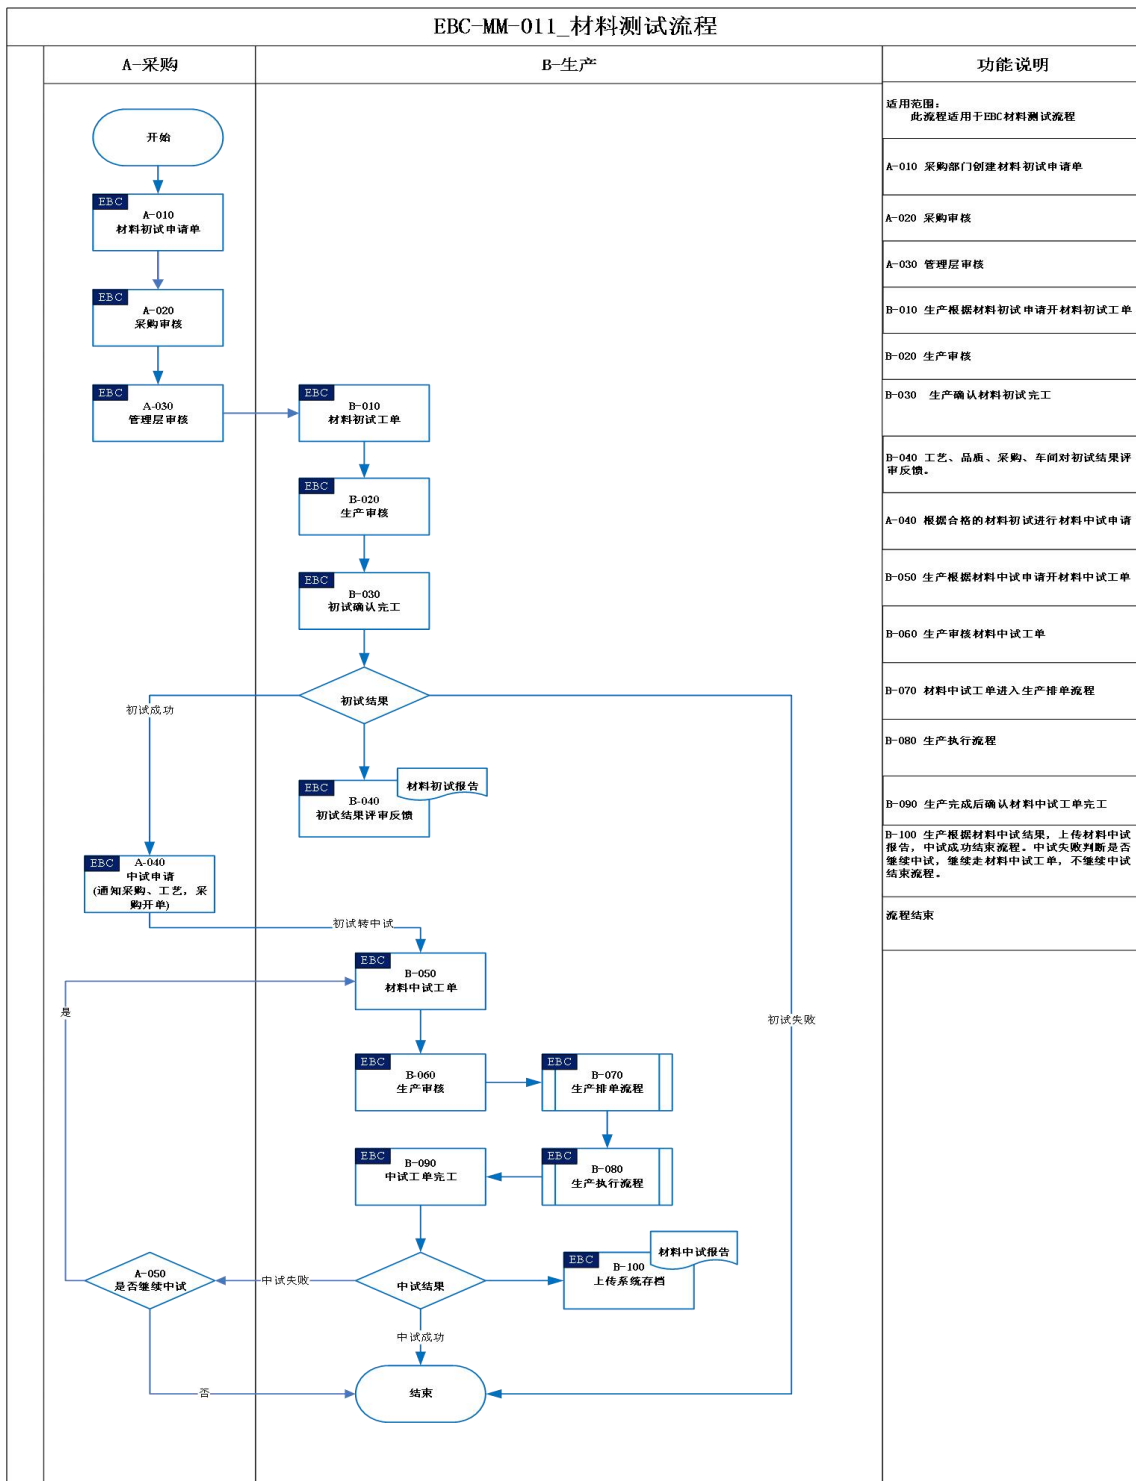 EBC-MM-011_材料测试流程
A-采购
B-生产
功能说明
开始
EBC
A-010
材料初试申请单
EBC
A-020
采购审核
EBC
A-030
管理层审核
EBC
B-010
材料初试工单
EBC
B-020
生产审核
EBC
B-030
初试确认完工
初试结果
初试成功
初试失败
材料初试报告
EBC
B-040
初试结果评审反馈
EBC
A-040
中试申请
(通知采购、工艺，采
购开单)
初试转中试
EBC
B-050
材料中试工单
是
EBC
B-060
生产审核
EBC
B-070
生产排单流程
EBC
B-080
生产执行流程
EBC
B-090
中试工单完工
中试结果
中试失败
A-050
是否继续中试
材料中试报告
EBC
B-100
上传系统存档
中试成功
否
结束
适用范围：
此流程适用于EBC材料测试流程
A-010 采购部门创建材料初试申请单
A-020 采购审核
A-030 管理层审核
B-010 生产根据材料初试申请开材料初试工单
B-020 生产审核
B-030 生产确认材料初试完工
B-040 工艺、品质、采购、车间对初试结果评
审反馈。
A-040 根据合格的材料初试进行材料中试申请
B-050 生产根据材料中试申请开材料中试工单
B-060 生产审核材料中试工单
B-070 材料中试工单进入生产排单流程
B-080 生产执行流程
B-090 生产完成后确认材料中试工单完工
B-100 生产根据材料中试结果，上传材料中试
报告，中试成功结束流程。中试失败判断是否
继续中试，继续走材料中试工单，不继续中试
结束流程。
流程结束